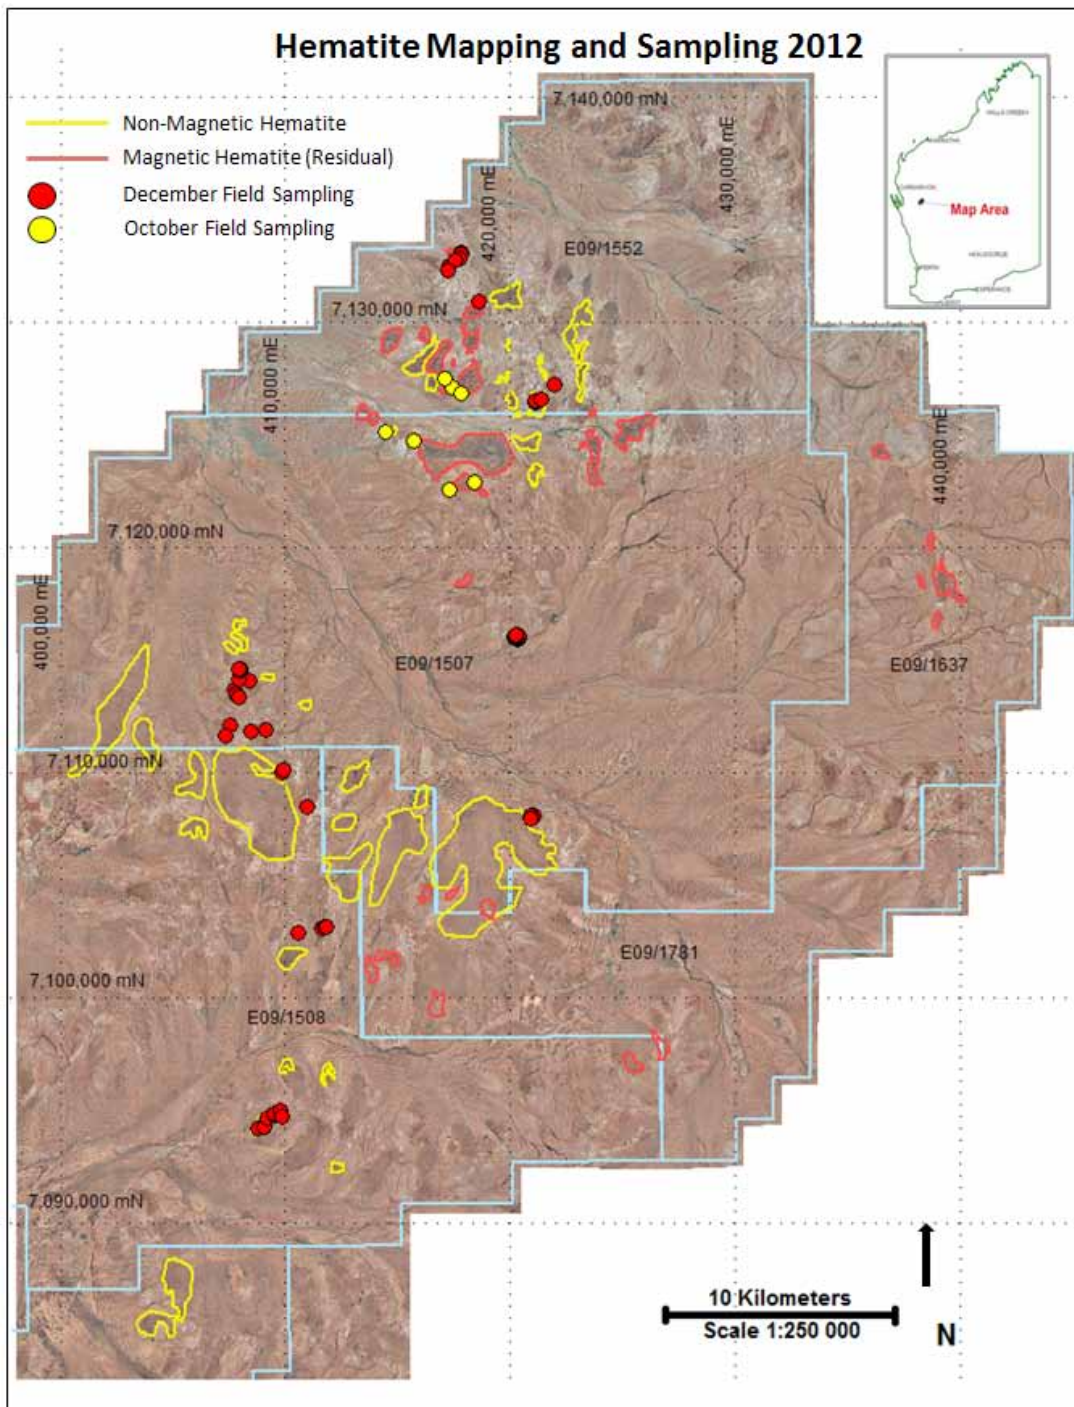 Hematite Mapping and Sampling 2012
Non-Magnetic Hematite
Magnetic Hematite (Residual)
December Field Sampling
October Field Sampling
Map Area
7,140,000 mN
430,000 mE
420,000 mE
E09/1552
7,130,000 mN
410,000 mE
440,000 mE
7,120,000 mN
400,000 mE
E09/1507
E09/1637
7,110,000 mN
E09/1781
7,100,000 mN
E09/1508
7,090,000 mN
10 Kilometers
Scale 1:250 000
N